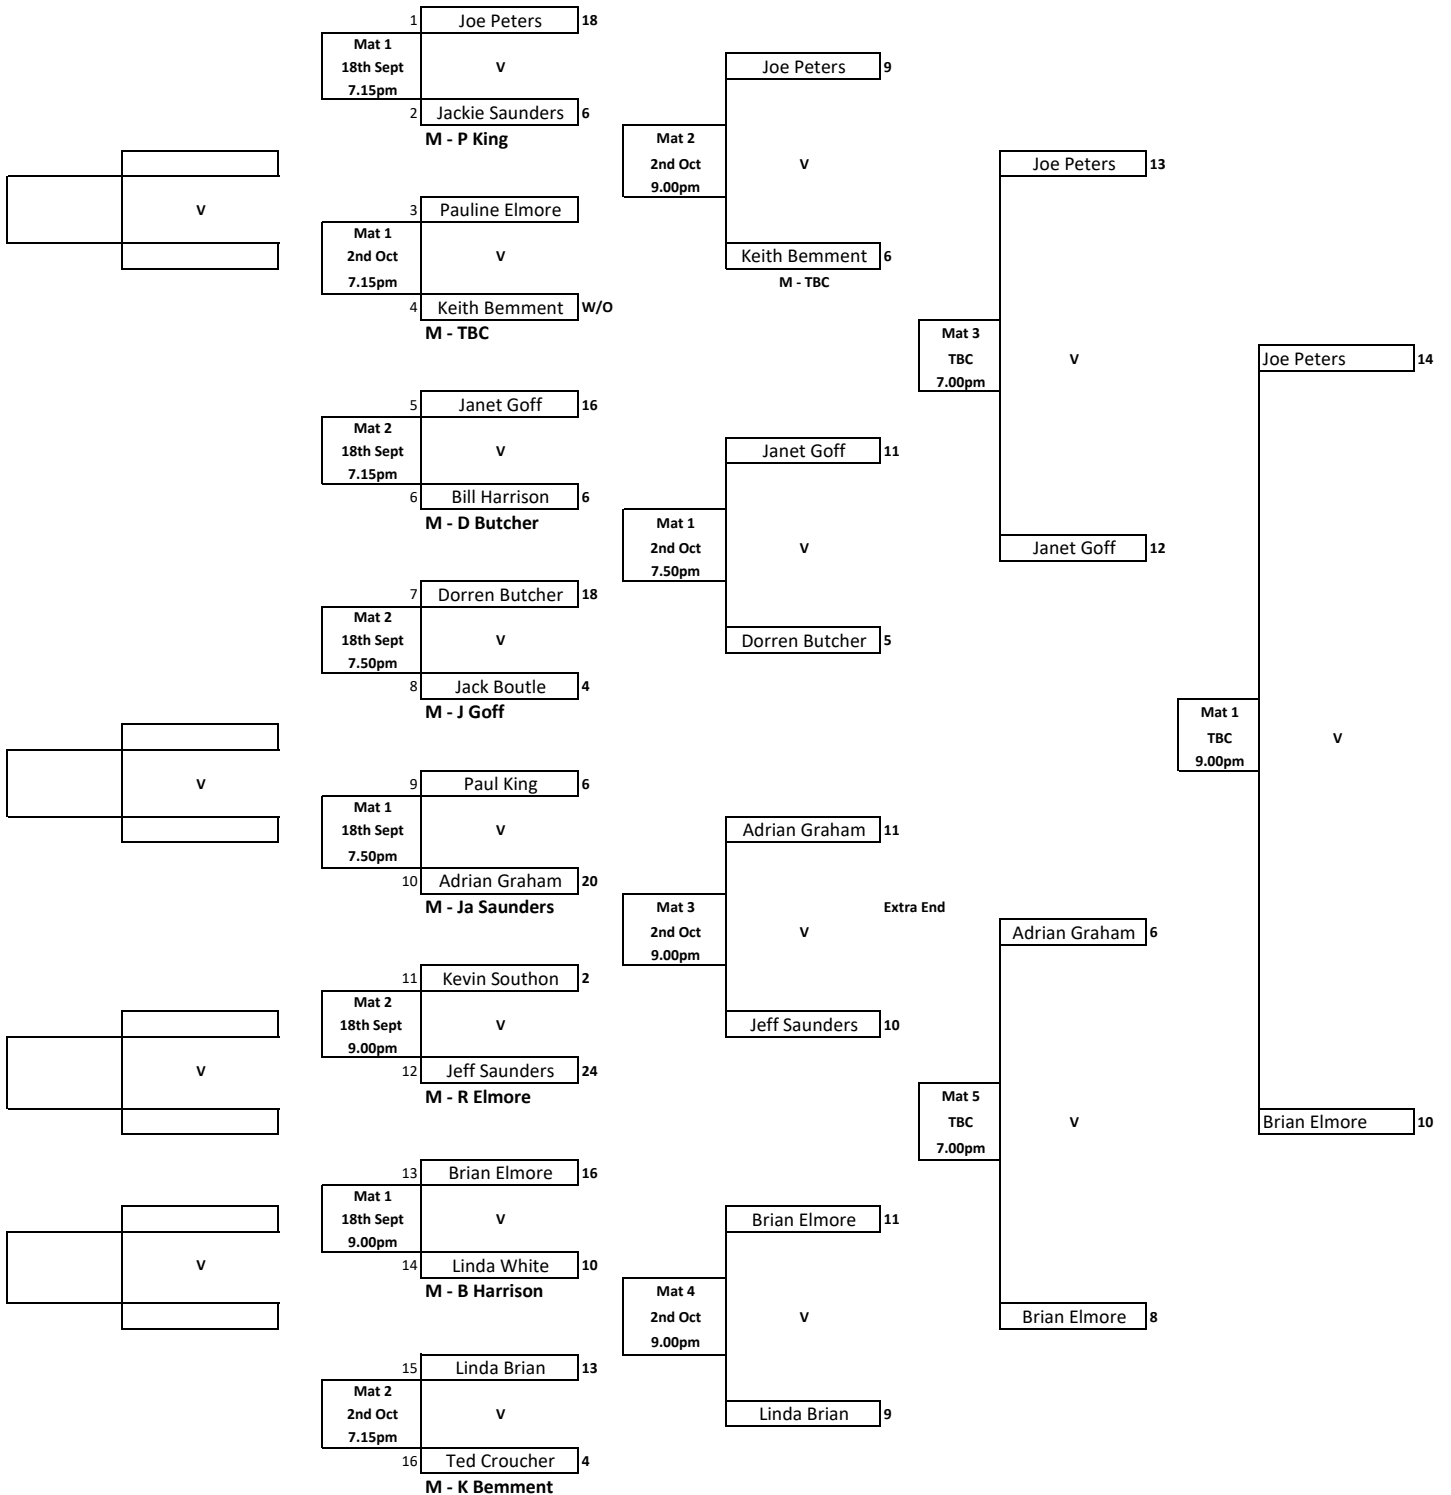 1 Joe Peters 18
Mat 1
18th Sept V
7.15pm
2 Jackie Saunders 6
M - P King
V
3 Pauline Elmore
Mat 1
2nd Oct V
7.15pm
4 Keith Bemment W/O
M - TBC
5 Janet Goff 16
Mat 2
18th Sept V
7.15pm
6 Bill Harrison 6
M - D Butcher
7 Dorren Butcher 18
Mat 2
18th Sept V
7.50pm
8 Jack Boutle 4
M - J Goff
V
9 Paul King 6
Mat 1
18th Sept V
7.50pm
10 Adrian Graham 20
M - Ja Saunders
11 Kevin Southon 2
Mat 2
18th Sept V
9.00pm
12 Jeff Saunders 24
M - R Elmore
V
13 Brian Elmore 16
Mat 1
18th Sept V
9.00pm
14 Linda White 10
M - B Harrison
V
15 Linda Brian 13
Mat 2
2nd Oct V
7.15pm
16 Ted Croucher 4
M - K Bemment
Joe Peters 9
Mat 2
2nd Oct V
9.00pm
Keith Bemment 6
M - TBC
Janet Goff 11
Mat 1
2nd Oct V
7.50pm
Dorren Butcher 5
Adrian Graham 11
Mat 3 Extra End
2nd Oct V
9.00pm
Jeff Saunders 10
Brian Elmore 11
Mat 4
2nd Oct V
9.00pm
Linda Brian 9
Joe Peters 13
Mat 3
TBC V
7.00pm
Janet Goff 12
Adrian Graham 6
Mat 5
TBC V
7.00pm
Brian Elmore 8
Joe Peters 14
Mat 1
TBC V
9.00pm
Brian Elmore 10